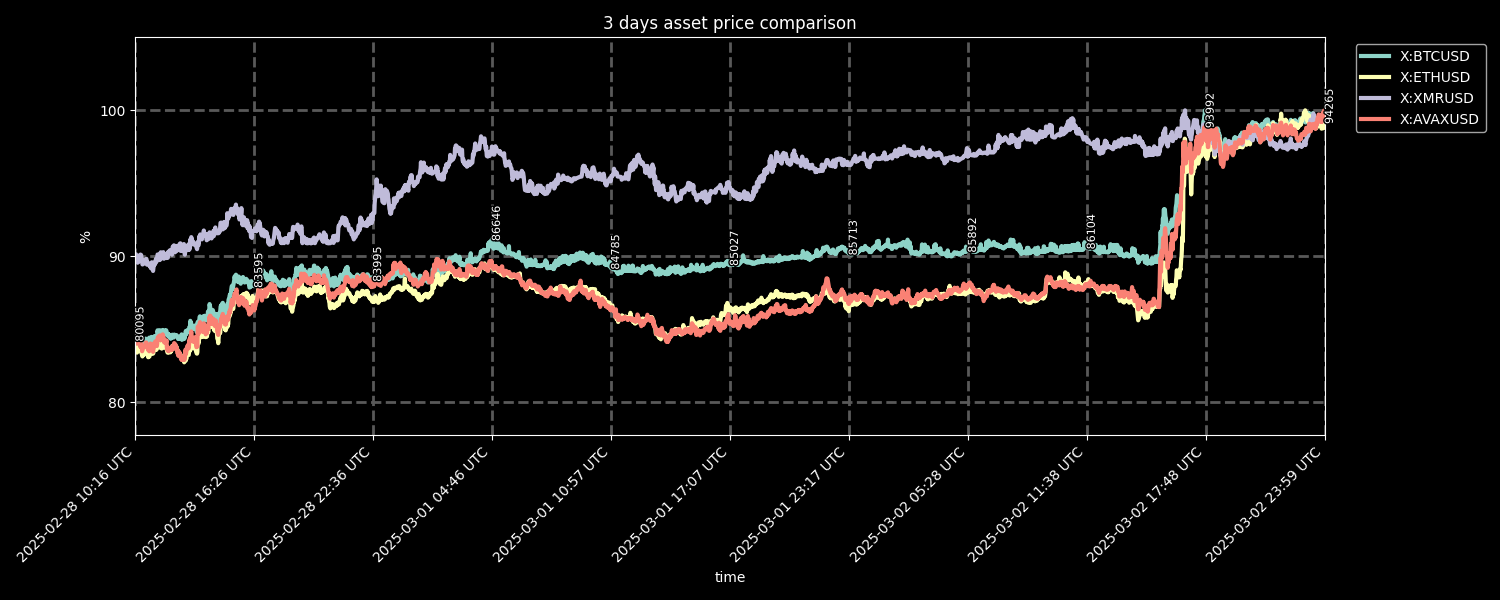 3 days asset price comparison
X:BTCUSD
X:ETHUSD
X:XMRUSD
X:AVAXUSD
%
100
90
80
80095
83595
83995
86646
84785
85027
85713
85892
86104
93992
94265
2025-02-28 10:16 UTC
2025-02-28 16:26 UTC
2025-02-28 22:36 UTC
2025-03-01 04:46 UTC
2025-03-01 10:57 UTC
2025-03-01 17:07 UTC
2025-03-01 23:17 UTC
2025-03-02 05:28 UTC
2025-03-02 11:38 UTC
2025-03-02 17:48 UTC
2025-03-02 23:59 UTC
time